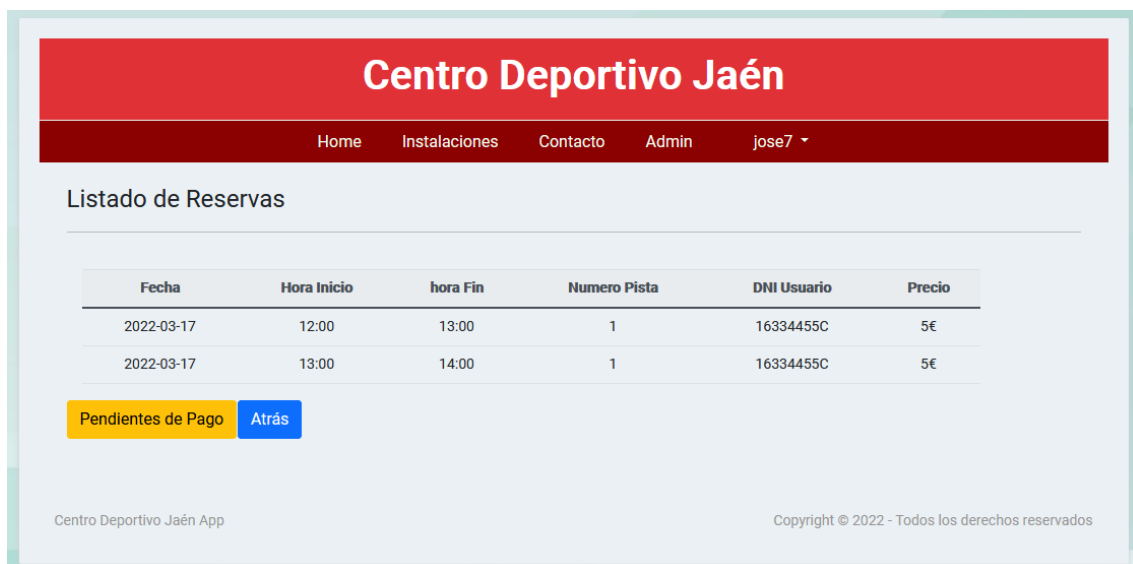 Centro Deportivo Jaén
Home Instalaciones Contacto Admin jose7
Listado de Reservas
Fecha Hora Inicio hora Fin Numero Pista DNI Usuario Precio
2022-03-17 12:00 13:00 1 16334455C 5€
2022-03-17 13:00 14:00 1 16334455C 5€
Pendientes de Pago Atrás
Centro Deportivo Jaén App Copyright © 2022 - Todos los derechos reservados